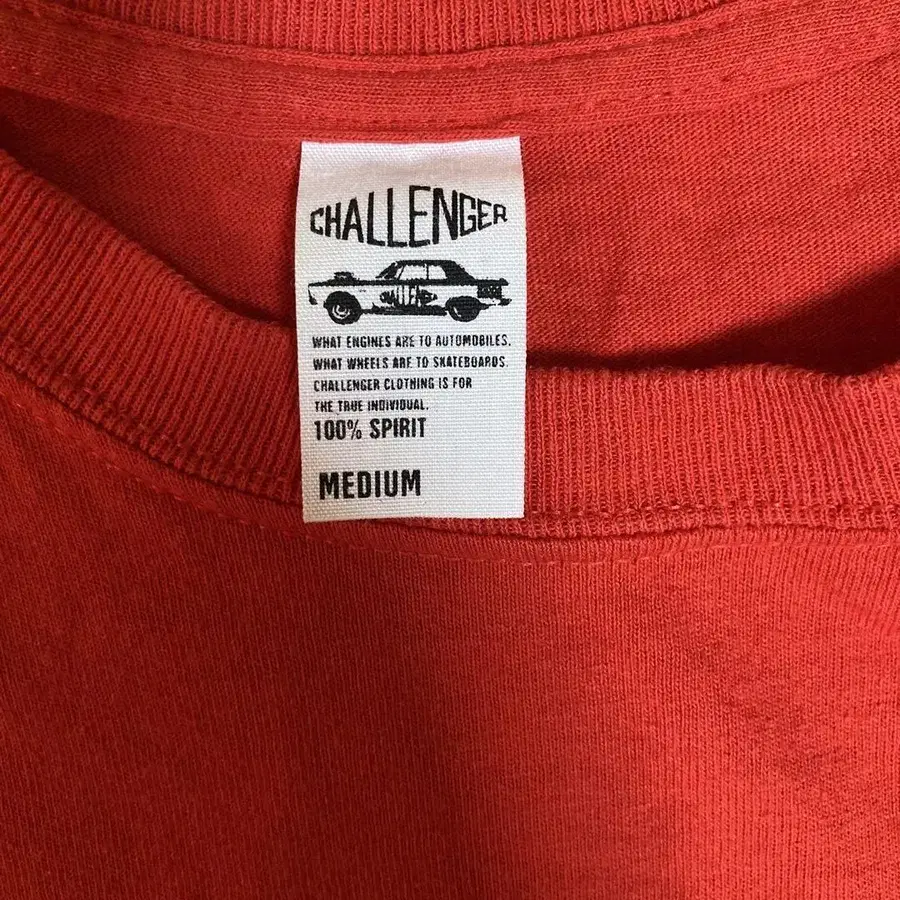 CHALLENGER
WHAT ENGINES ARE TO AUTOMOBILES.
WHAT WHEELS ARE TO SKATEBOARDS.
CHALLENGER CLOTHING IS FOR
THE TRUE INDIVIDUAL.
100% SPIRIT
MEDIUM